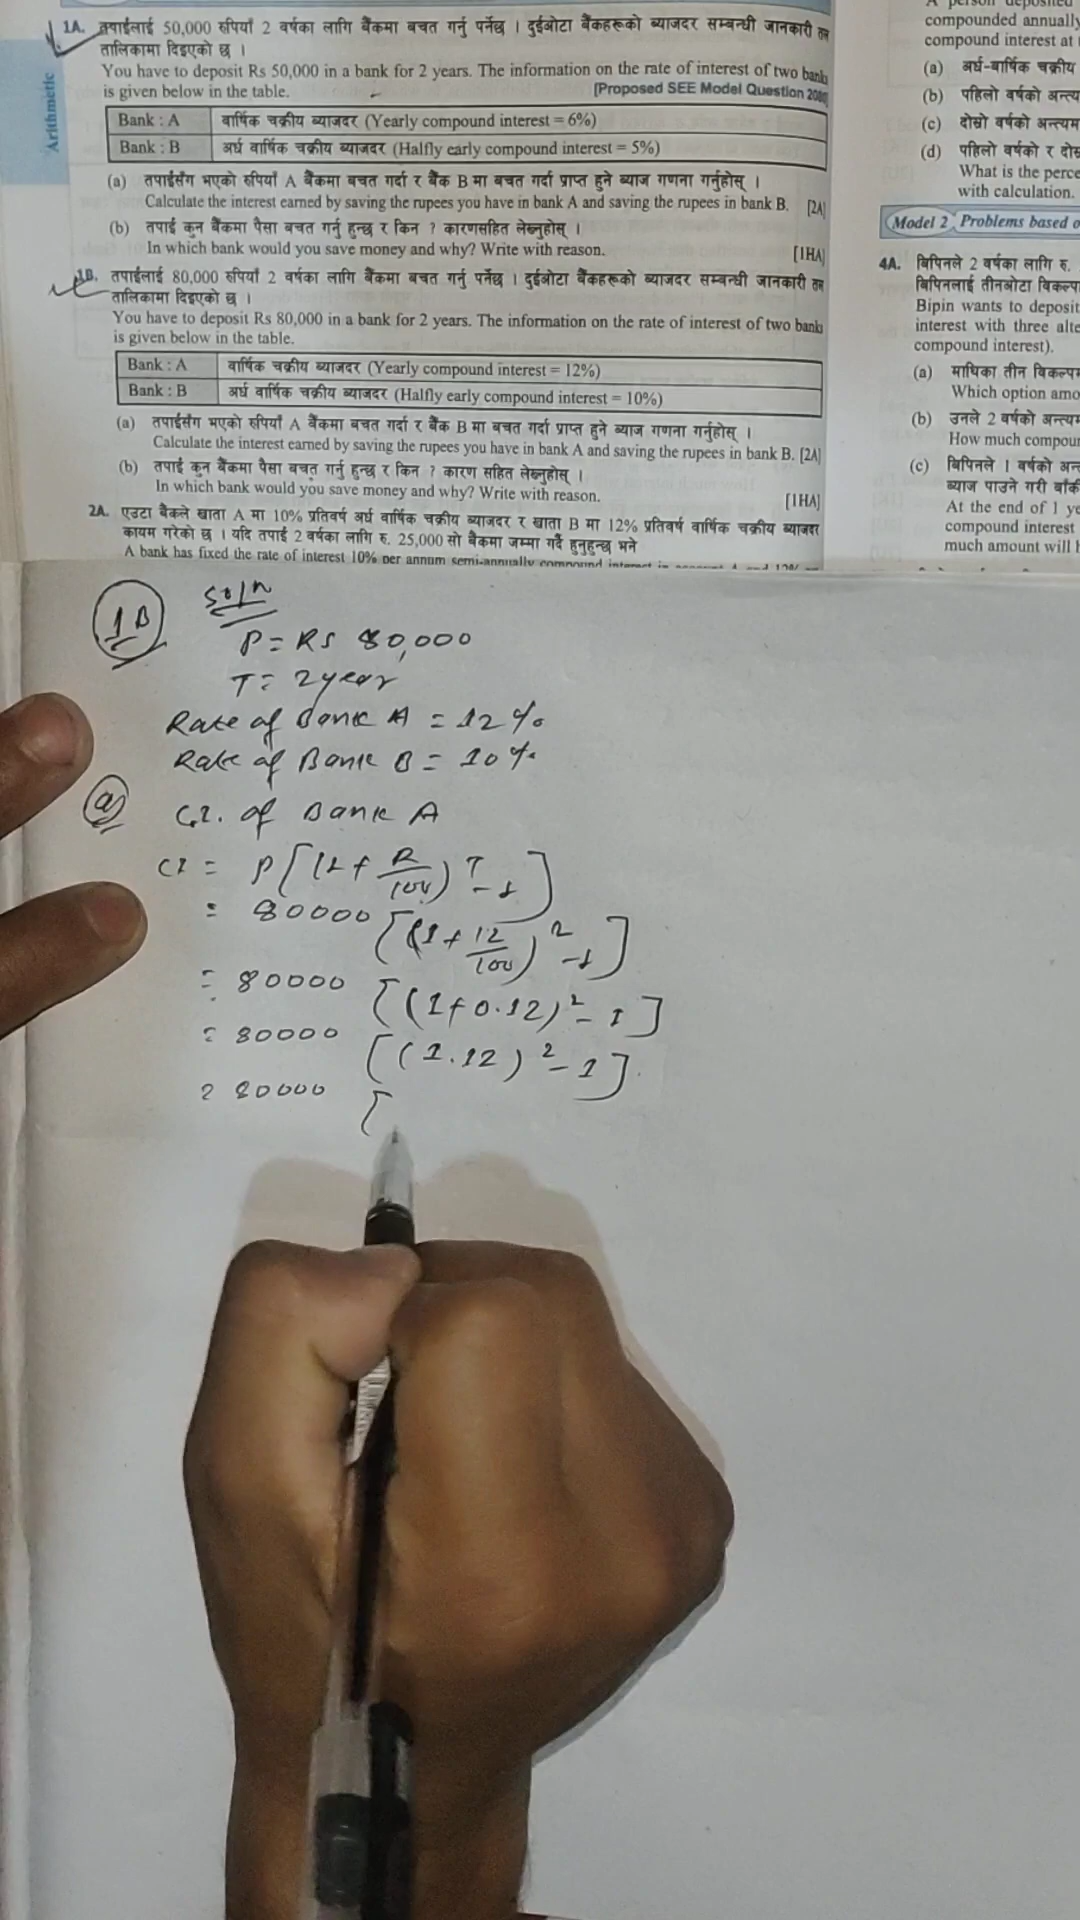 1A. तपाईंलाई 50,000 रुपियाँ 2 वर्षका लागि बैंकमा बचत गर्नु पर्नेछ । दुईओटा बैंकहरूको ब्याजदर सम्बन्धी जानकारी तल
तालिकामा दिइएको छ ।
You have to deposit Rs 50,000 in a bank for 2 years. The information on the rate of interest of two banks
is given below in the table. [Proposed SEE Model Question 2080]
Bank : A वार्षिक चक्रीय ब्याजदर (Yearly compound interest = 6%)
Bank : B अर्ध वार्षिक चक्रीय ब्याजदर (Halfly early compound interest = 5%)
(a) तपाईंसँग भएको रुपियाँ A बैंकमा बचत गर्दा र बैंक B मा बचत गर्दा प्राप्त हुने ब्याज गणना गर्नुहोस् ।
Calculate the interest earned by saving the rupees you have in bank A and saving the rupees in bank B. [2A]
(b) तपाईं कुन बैंकमा पैसा बचत गर्नु हुन्छ र किन ? कारणसहित लेख्नुहोस् ।
In which bank would you save money and why? Write with reason. [1HA]
1B. तपाईंलाई 80,000 रुपियाँ 2 वर्षका लागि बैंकमा बचत गर्नु पर्नेछ । दुईओटा बैंकहरूको ब्याजदर सम्बन्धी जानकारी तल
तालिकामा दिइएको छ ।
You have to deposit Rs 80,000 in a bank for 2 years. The information on the rate of interest of two banks
is given below in the table.
Bank : A वार्षिक चक्रीय ब्याजदर (Yearly compound interest = 12%)
Bank : B अर्ध वार्षिक चक्रीय ब्याजदर (Halfly early compound interest = 10%)
(a) तपाईंसँग भएको रुपियाँ A बैंकमा बचत गर्दा र बैंक B मा बचत गर्दा प्राप्त हुने ब्याज गणना गर्नुहोस् ।
Calculate the interest earned by saving the rupees you have in bank A and saving the rupees in bank B. [2A]
(b) तपाईं कुन बैंकमा पैसा बचत गर्नु हुन्छ र किन ? कारण सहित लेख्नुहोस् ।
In which bank would you save money and why? Write with reason. [1HA]
2A. एउटा बैंकले खाता A मा 10% प्रतिवर्ष अर्ध वार्षिक चक्रीय ब्याजदर र खाता B मा 12% प्रतिवर्ष वार्षिक चक्रीय ब्याजदर
कायम गरेको छ । यदि तपाईं 2 वर्षका लागि रु. 25,000 सो बैंकमा जम्मा गर्दै हुनुहुन्छ भने
A bank has fixed the rate of interest 10% per annum semi-annually compound interest in account A and 12%
Arithmetic
A person deposited
compounded annually
compound interest at
(a) अर्ध-वार्षिक चक्रीय
(b) पहिलो वर्षको अन्त्य
(c) दोस्रो वर्षको अन्त्यम
(d) पहिलो वर्षको र दोस्र
What is the perce
with calculation.
Model 2 Problems based o
4A. बिपिनले 2 वर्षका लागि रु.
बिपिनलाई तीनओटा विकल्प
Bipin wants to deposit
interest with three alte
compound interest).
(a) माथिका तीन विकल्पम
Which option amo
(b) उनले 2 वर्षको अन्त्यम
How much compour
(c) बिपिनले 1 वर्षको अन्
ब्याज पाउने गरी बाँकी
At the end of 1 ye
compound interest
much amount will b
1B Soln
P = RS 80,000
T = 2 year
Rate of Bank A = 12%
Rate of Bank B = 10%
(a) C.I. of Bank A
CI = P[(1+R/100)^T - 1]
= 80000[(1+12/100)^2 - 1]
= 80000 [(1+0.12)^2 - 1]
= 80000 [(1.12)^2 - 1]
= 80000 [